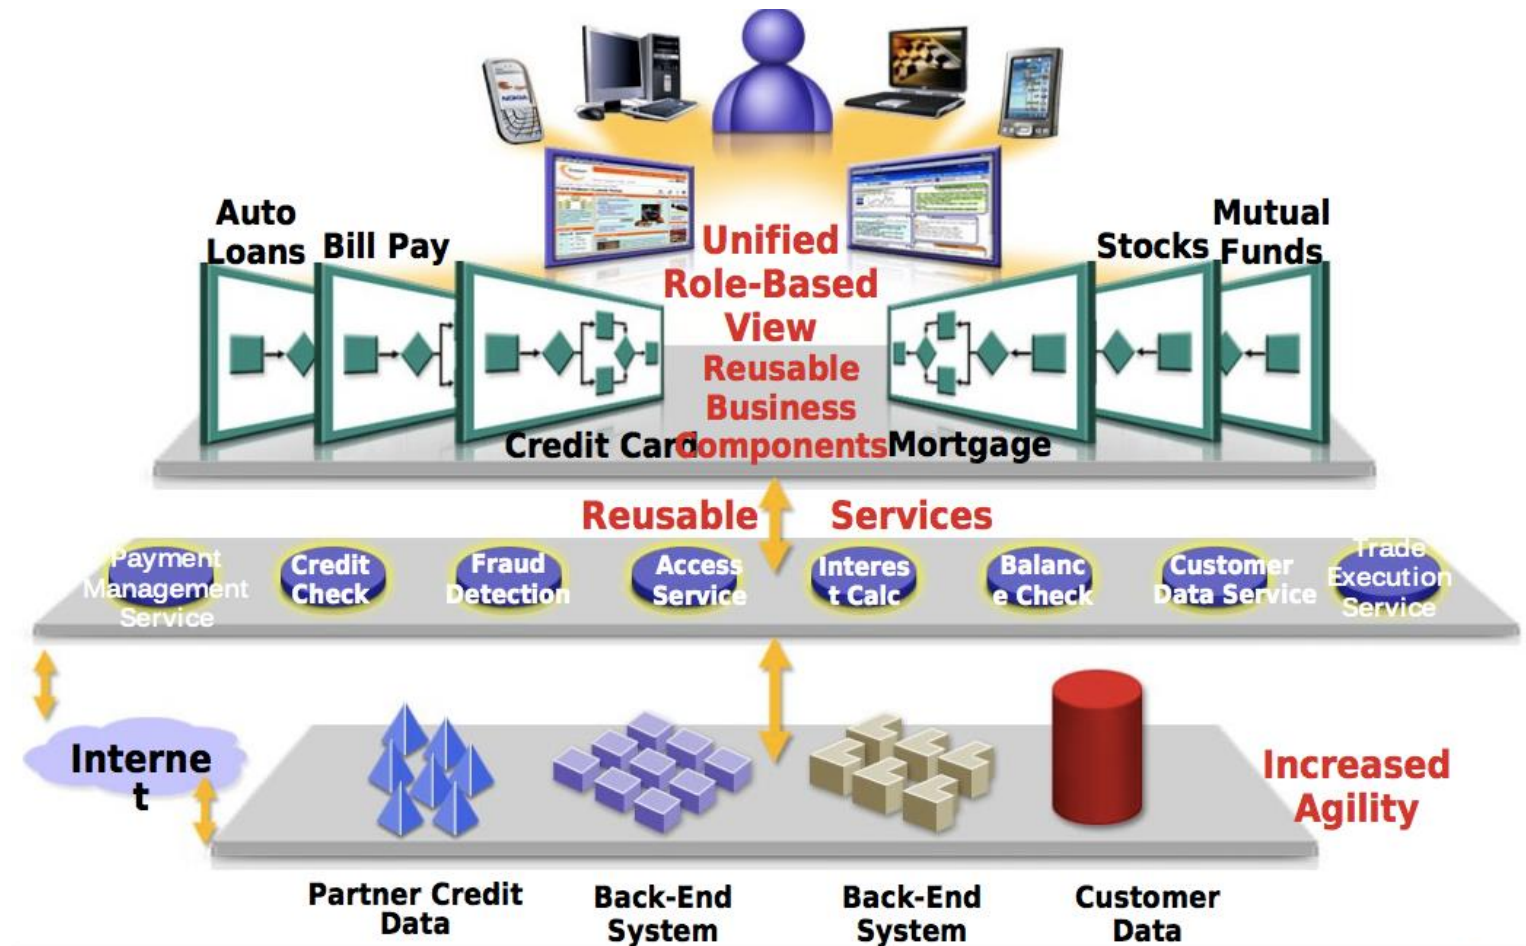 NOKIA
Auto
Loans
Bill Pay
Unified
Role-Based
View
Stocks
Mutual
Funds
Reusable
Business
Components
Credit Card
Mortgage
Reusable
Services
Payment
Management
Service
Credit
Check
Fraud
Detection
Access
Service
Interes
t Calc
Balanc
e Check
Customer
Data Service
Trade
Execution
Service
Interne
t
Increased
Agility
Partner Credit
Data
Back-End
System
Back-End
System
Customer
Data